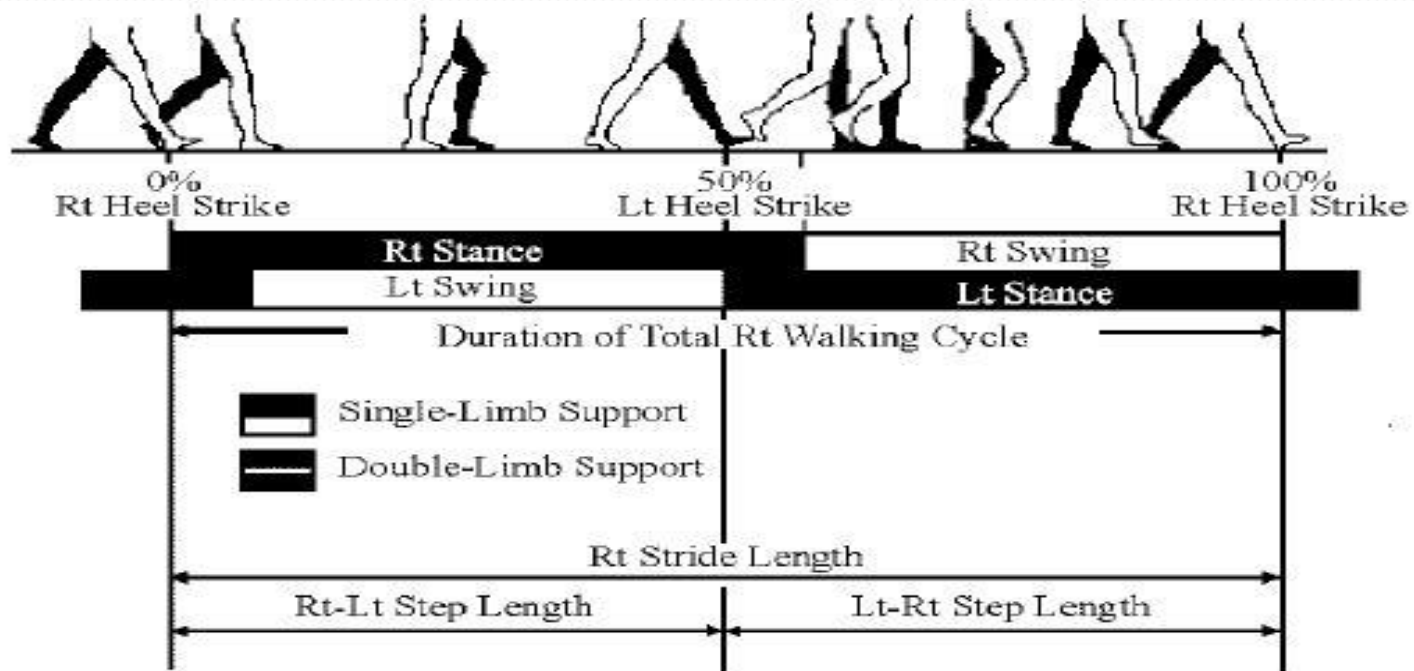 0% 50% 100%
Rt Heel Strike Lt Heel Strike Rt Heel Strike
Rt Stance Rt Swing
Lt Swing Lt Stance
Duration of Total Rt Walking Cycle
Single-Limb Support
Double-Limb Support
Rt Stride Length
Rt-Lt Step Length Lt-Rt Step Length